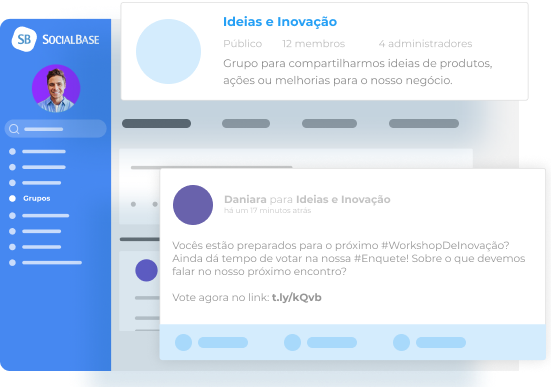 Ideias e Inovação
Público 12 membros 4 administradores
Grupo para compartilharmos ideias de produtos,
ações ou melhorias para o nosso negócio.
SB SOCIALBASE
Grupos
Daniara para Ideias e Inovação
há um 17 minutos atrás
Vocês estão preparados para o próximo #WorkshopDeInovação?
Ainda dá tempo de votar na nossa #Enquete! Sobre o que devemos
falar no nosso próximo encontro?
Vote agora no link: t.ly/kQvb